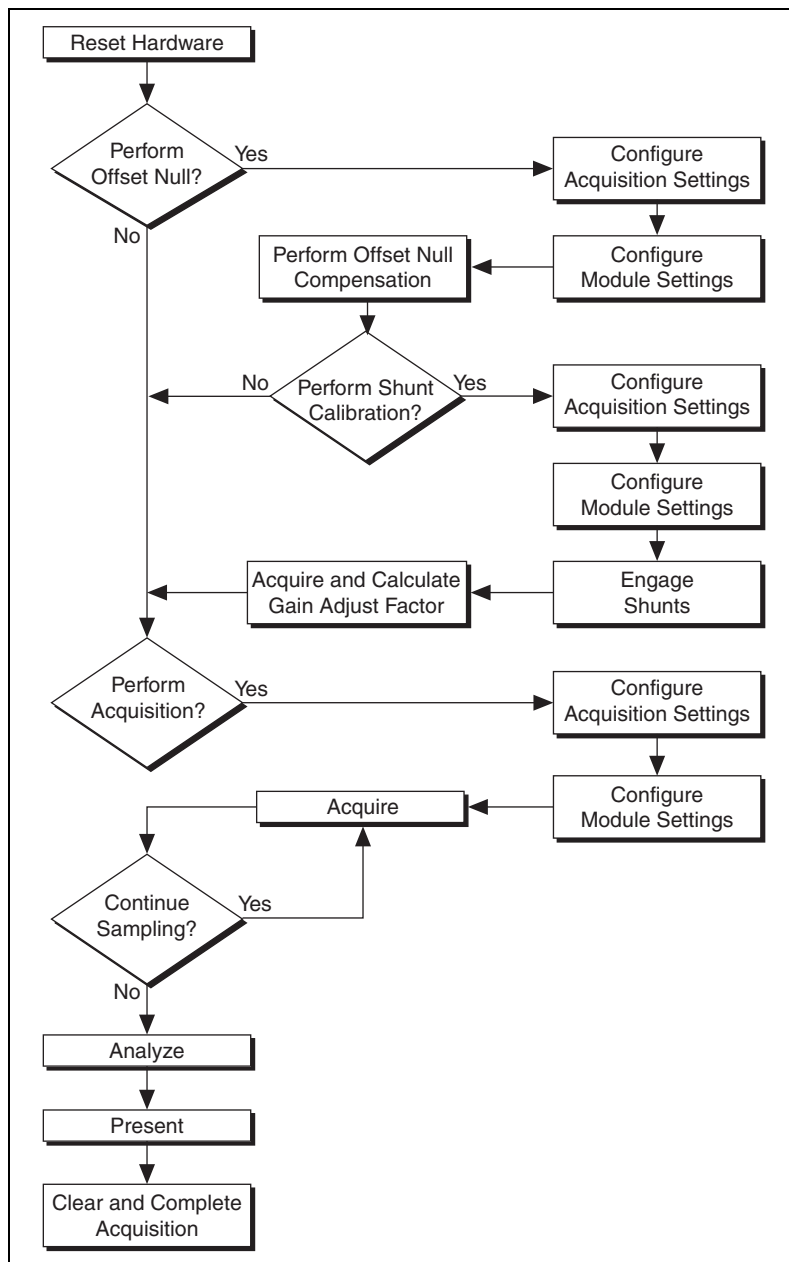 Reset Hardware
Perform
Offset Null?
Yes
No
Configure
Acquisition Settings
Configure
Module Settings
Perform Offset Null
Compensation
Perform Shunt
Calibration?
No
Yes
Configure
Acquisition Settings
Configure
Module Settings
Engage
Shunts
Acquire and Calculate
Gain Adjust Factor
Perform
Acquisition?
Yes
Configure
Acquisition Settings
Configure
Module Settings
Acquire
Continue
Sampling?
Yes
No
Analyze
Present
Clear and Complete
Acquisition